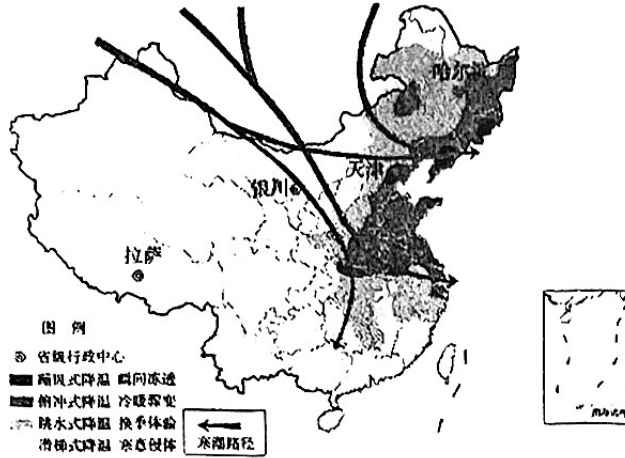 哈尔滨
天津
银川
拉萨
图 例
省级行政中心
式降温 瞬间冻透
俯冲式降温 冷暖骤变
跳水式降温 换季体验
滑梯式降温 寒意侵体
寒潮路径